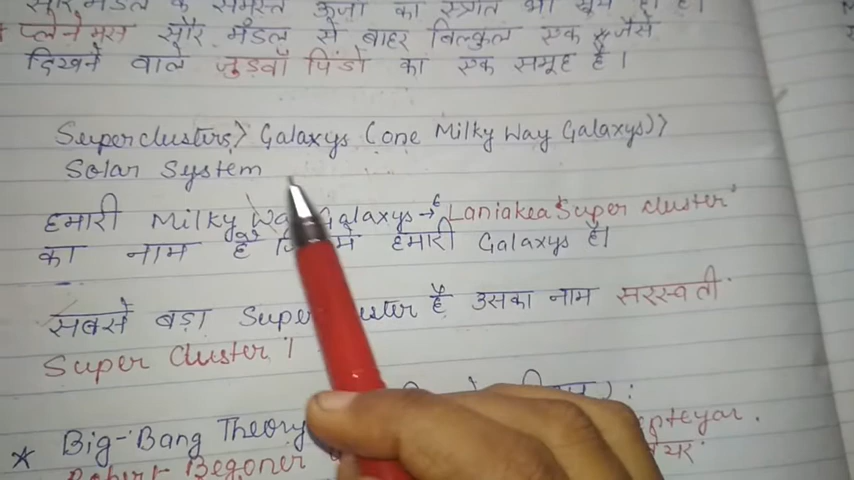 सौर मंडल के समस्त ऊर्जा का स्त्रोत भी सूर्य ही है।
* प्लेनेमस सौर मंडल से बाहर बिल्कुल एक जैसे
दिखने वाले जुड़वाँ पिंडो का एक समूह है।
Superclusters> Galaxys (one Milky Way Galaxys)>
Solar System
हमारी Milky Way Galaxys→ 'Laniakea Super cluster'
का नाम है हमारी Galaxys है।
सबसे बड़ा Super cluster है उसका नाम सरस्वती
Super Cluster।
* Big-Bang Theory
Robert Begoner